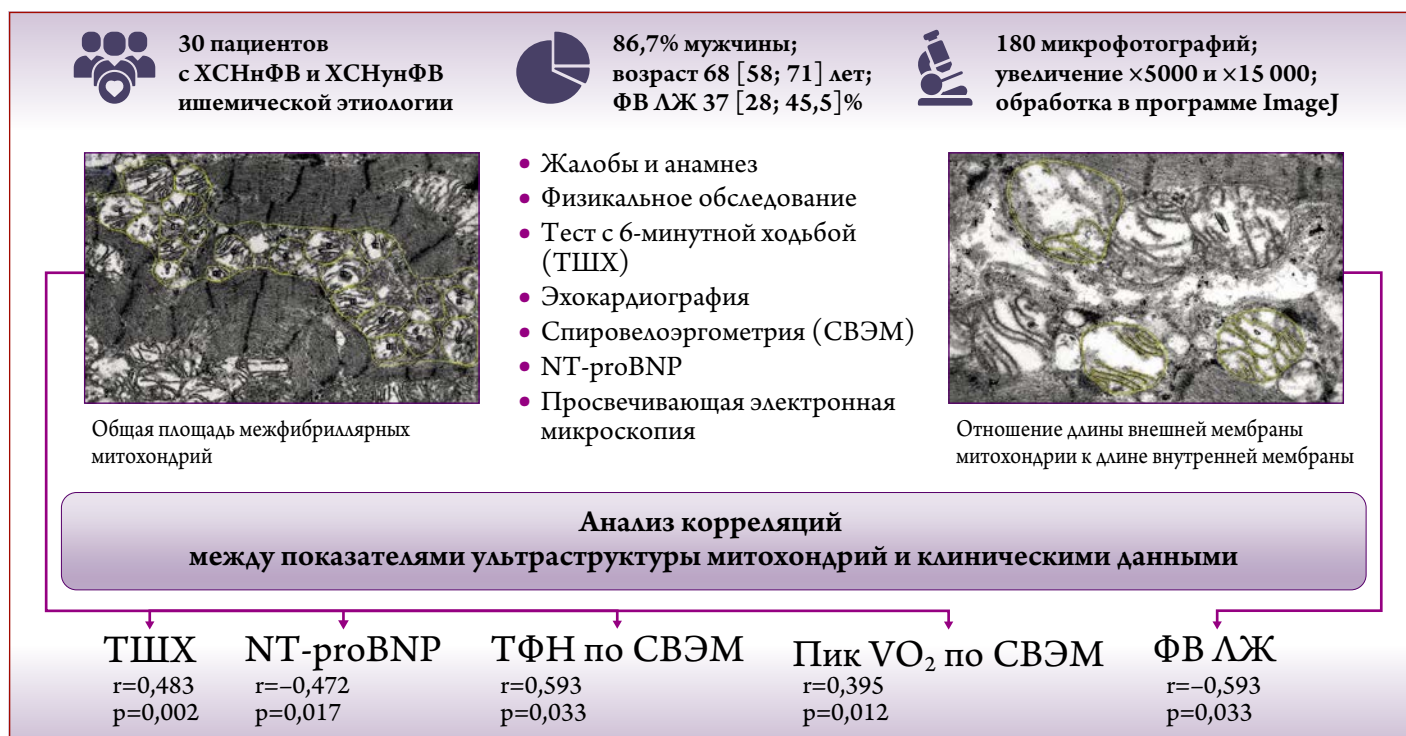 30 пациентов
с ХСНнФВ и ХСНунФВ
ишемической этиологии
86,7% мужчины;
возраст 68 [58; 71] лет;
ФВ ЛЖ 37 [28; 45,5]%
180 микрофотографий;
увеличение ×5000 и ×15 000;
обработка в программе ImageJ
Общая площадь межфибриллярных
митохондрий
• Жалобы и анамнез
• Физикальное обследование
• Тест с 6-минутной ходьбой
(ТШХ)
• Эхокардиография
• Спировелоэргометрия (СВЭМ)
• NT-proBNP
• Просвечивающая электронная
микроскопия
Отношение длины внешней мембраны
митохондрии к длине внутренней мембраны
Анализ корреляций
между показателями ультраструктуры митохондрий и клиническими данными
ТШХ
r=0,483
p=0,002
NT-proBNP
r=–0,472
p=0,017
ТФН по СВЭМ
r=0,593
p=0,033
Пик VO₂ по СВЭМ
r=0,395
p=0,012
ФВ ЛЖ
r=–0,593
p=0,033